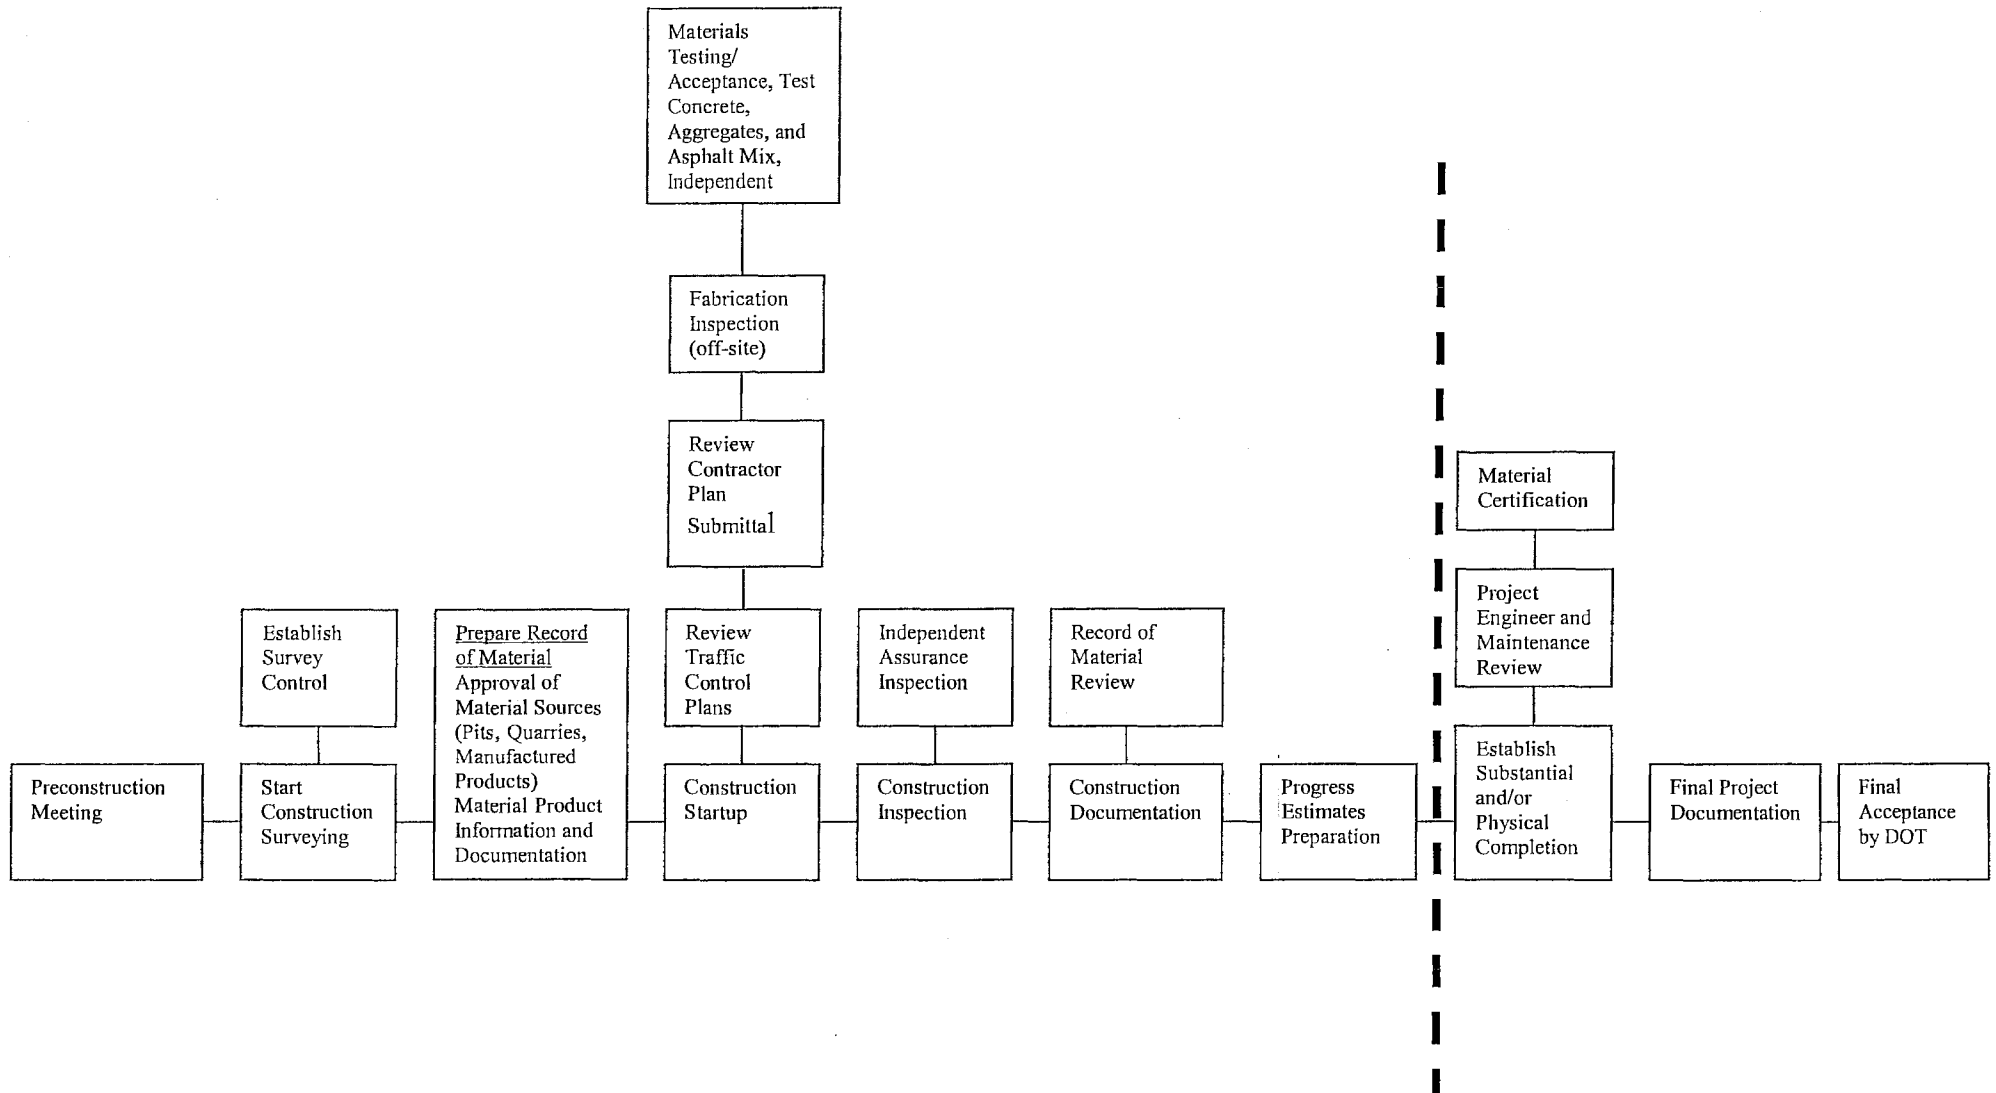 Materials
Testing/
Acceptance, Test
Concrete,
Aggregates, and
Asphalt Mix,
Independent
Fabrication
Inspection
(off-site)
Review
Contractor
Plan
Submittal
Material
Certification
Project
Engineer and
Maintenance
Review
Establish
Survey
Control
Prepare Record
of Material
Approval of
Material Sources
(Pits, Quarries,
Manufactured
Products)
Material Product
Information and
Documentation
Review
Traffic
Control
Plans
Independent
Assurance
Inspection
Record of
Material
Review
Preconstruction
Meeting
Start
Construction
Surveying
Construction
Startup
Construction
Inspection
Construction
Documentation
Progress
Estimates
Preparation
Establish
Substantial
and/or
Physical
Completion
Final Project
Documentation
Final
Acceptance
by DOT